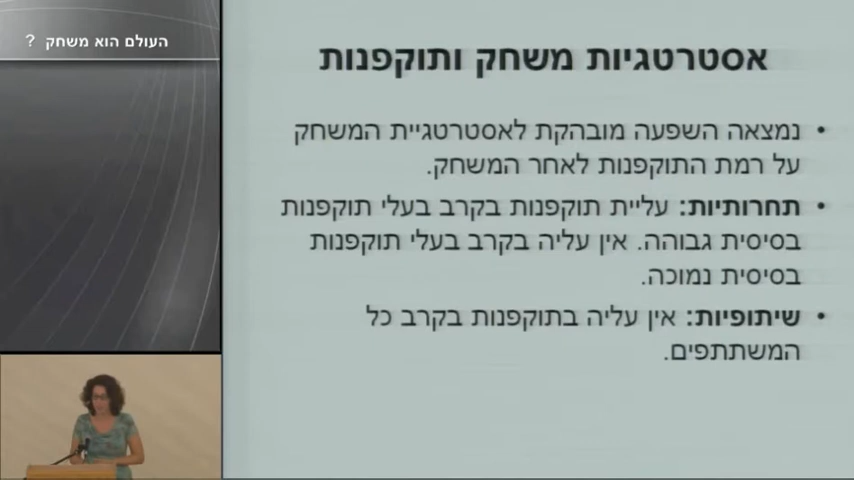 העולם הוא משחק ?
אסטרטגיות משחק ותוקפנות
• נמצאה השפעה מובהקת לאסטרטגיית המשחק
על רמת התוקפנות לאחר המשחק.
• תחרותיות: עליית תוקפנות בקרב בעלי תוקפנות
בסיסית גבוהה. אין עליה בקרב בעלי תוקפנות
בסיסית נמוכה.
• שיתופיות: אין עליה בתוקפנות בקרב כל
המשתתפים.